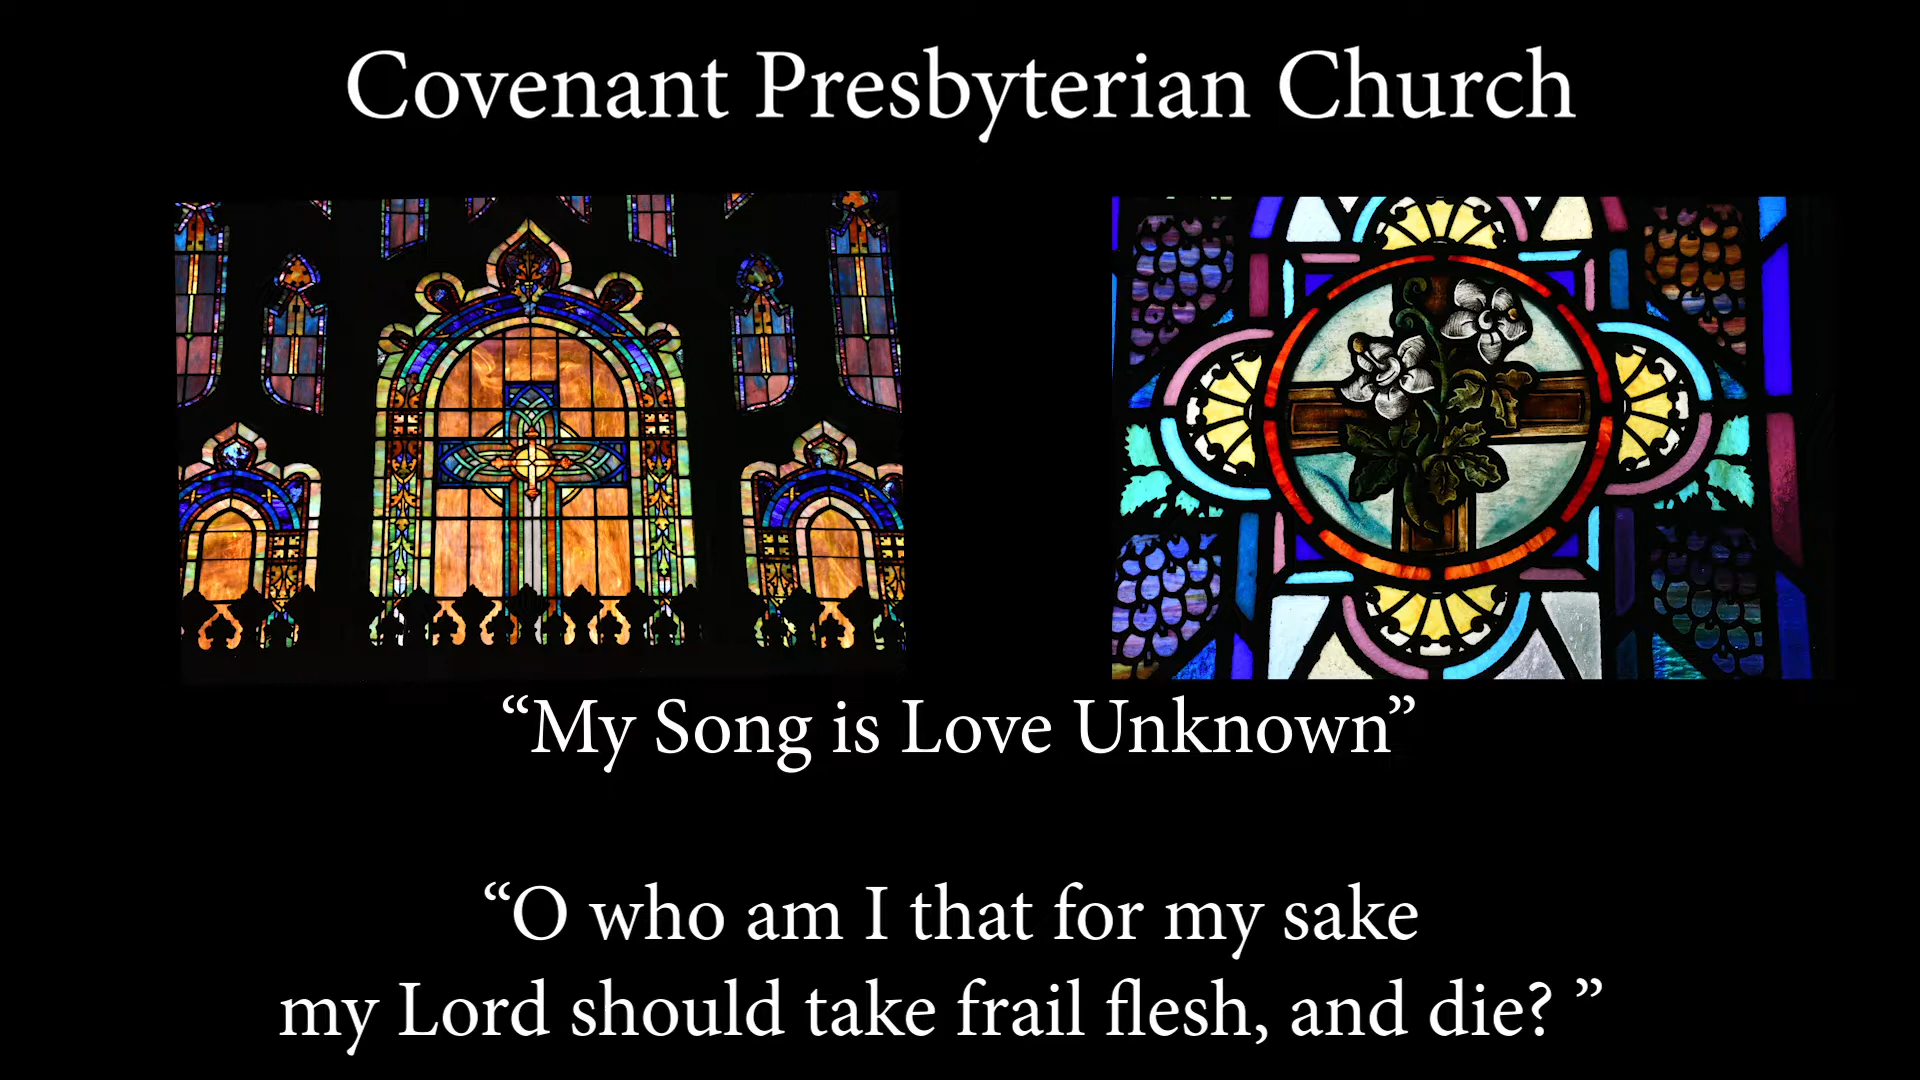 Covenant Presbyterian Church
“My Song is Love Unknown”
“O who am I that for my sake
my Lord should take frail flesh, and die? ”